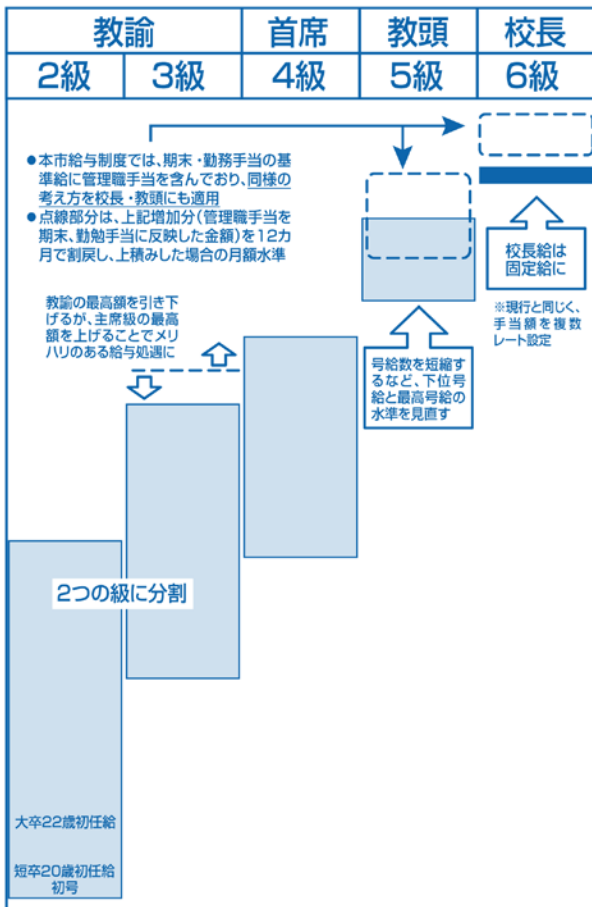 教諭 首席 教頭 校長
2級 3級 4級 5級 6級
●本市給与制度では、期末・勤務手当の基
準給に管理職手当を含んでおり、同様の
考え方を校長・教頭にも適用
●点線部分は、上記増加分(管理職手当を
期末、勤勉手当に反映した金額)を12カ
月で割戻し、上積みした場合の月額水準
教諭の最高額を引き下
げるが、主席級の最高
額を上げることでメリ
ハリのある給与処遇に
校長給は
固定給に
※現行と同じく、
手当額を複数
レート設定
号給数を短縮す
るなど、下位号
給と最高号給の
水準を見直す
2つの級に分割
大卒22歳初任給
短卒20歳初任給
初号